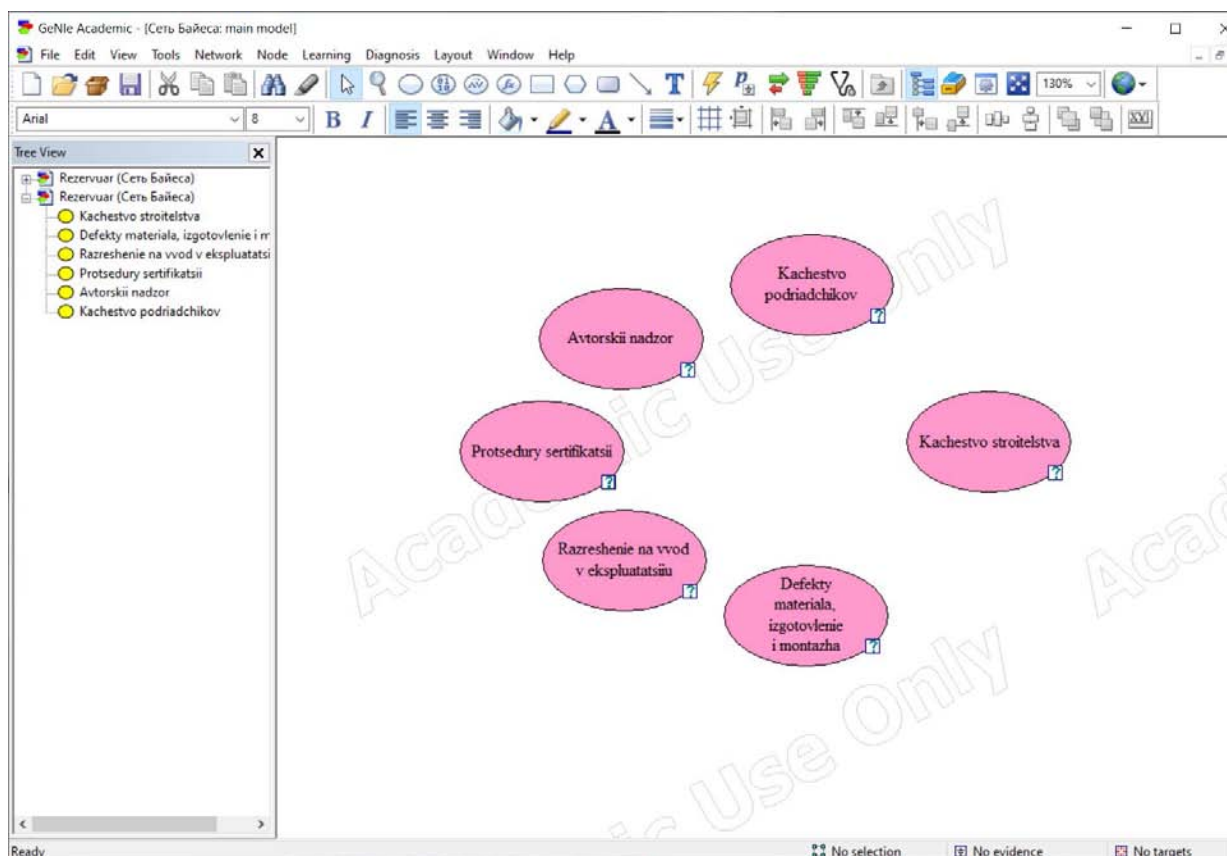 GeNIe Academic - [Сеть Байеса: main model]
File Edit View Tools Network Node Learning Diagnosis Layout Window Help
130%
Arial 8 B I A
Tree View
Rezervuar (Сеть Байеса)
Rezervuar (Сеть Байеса)
Kachestvo stroitelstva
Defekty materiala, izgotovlenie i m
Razreshenie na vvod v ekspluatatsi
Protsedury sertifikatsii
Avtorskii nadzor
Kachestvo podriadchikov
Kachestvo
podriadchikov
Avtorskii nadzor
Kachestvo stroitelstva
Protsedury sertifikatsii
Razreshenie na vvod
v ekspluatatsiiu
Defekty
materiala,
izgotovlenie
i montazha
Academic Use Only
Acade
Use Only
Ready No selection No evidence No targets